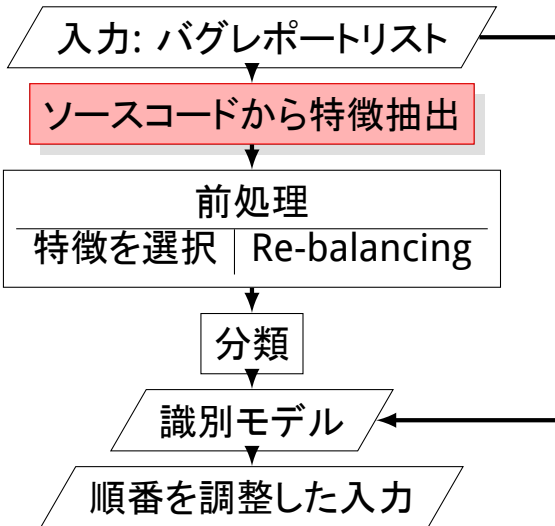 入力: バグレポートリスト
ソースコードから特徴抽出
前処理
特徴を選択 Re-balancing
分類
識別モデル
順番を調整した入力